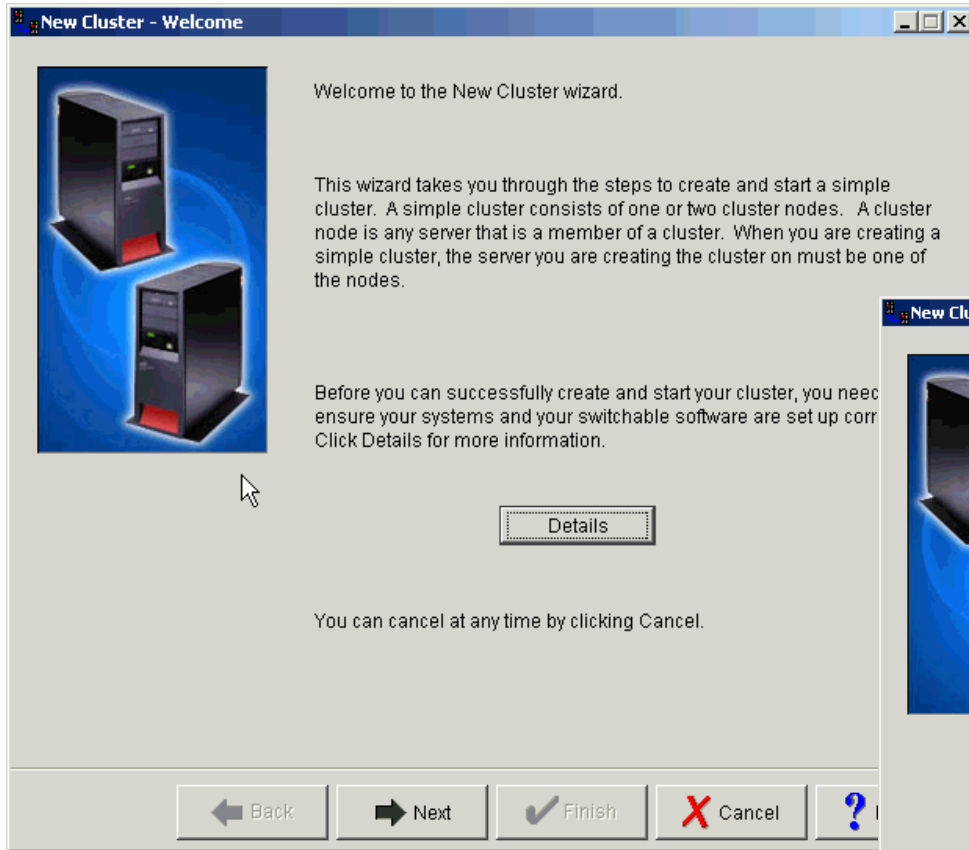 New Cluster - Welcome
Welcome to the New Cluster wizard.
This wizard takes you through the steps to create and start a simple
cluster. A simple cluster consists of one or two cluster nodes. A cluster
node is any server that is a member of a cluster. When you are creating a
simple cluster, the server you are creating the cluster on must be one of
the nodes.
New Clu
Before you can successfully create and start your cluster, you need
ensure your systems and your switchable software are set up corr
Click Details for more information.
Details
You can cancel at any time by clicking Cancel.
Back
Next
Finish
Cancel
?